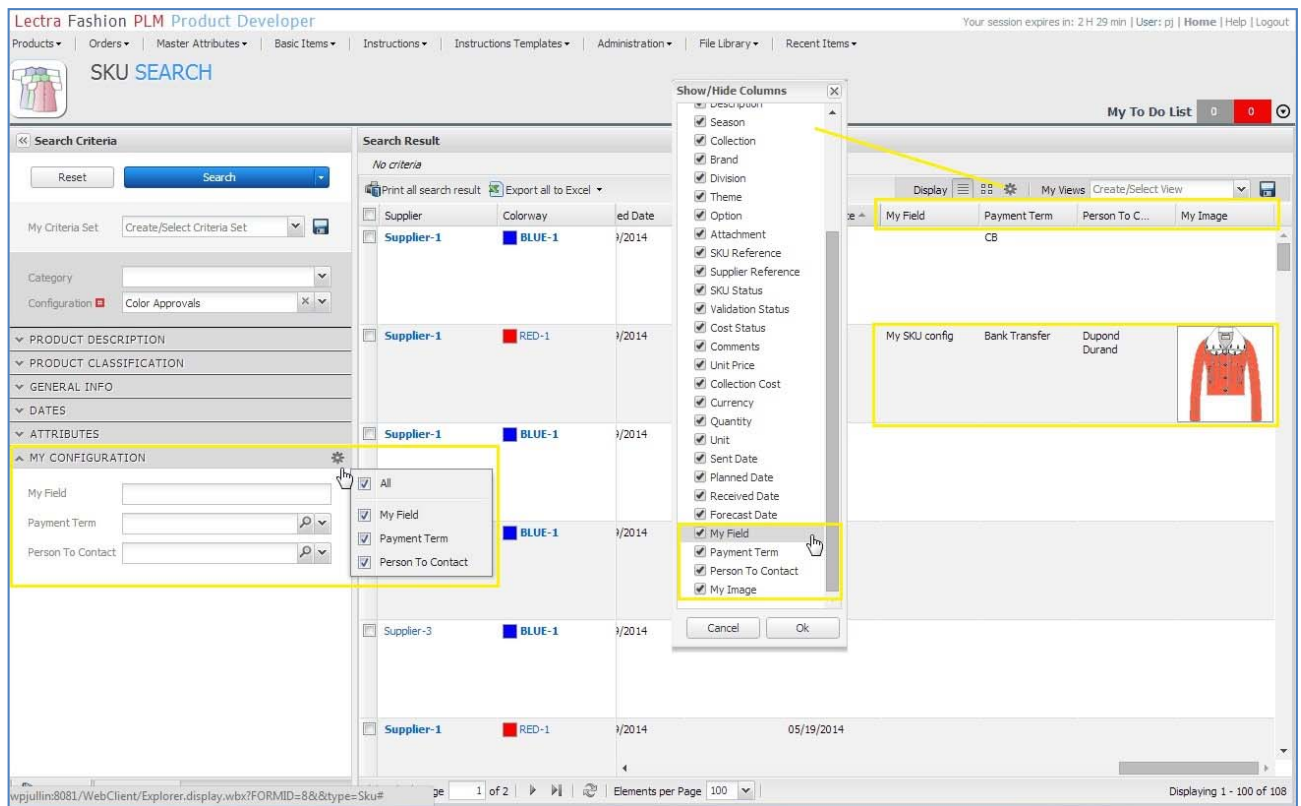 Lectra Fashion PLM Product Developer
Your session expires in: 2 H 29 min | User: pj | Home | Help | Logout
Products Orders Master Attributes Basic Items Instructions Instructions Templates Administration File Library Recent Items
SKU SEARCH
My To Do List 0 0
Search Criteria
Reset Search
My Criteria Set Create/Select Criteria Set
Category
Configuration Color Approvals
PRODUCT DESCRIPTION
PRODUCT CLASSIFICATION
GENERAL INFO
DATES
ATTRIBUTES
MY CONFIGURATION
My Field
Payment Term
Person To Contact
All
My Field
Payment Term
Person To Contact
Search Result
No criteria
Print all search result Export all to Excel
Display My Views Create/Select View
Supplier Colorway ed Date My Field Payment Term Person To C... My Image
Supplier-1 BLUE-1 9/2014 CB
Supplier-1 RED-1 9/2014 My SKU config Bank Transfer Dupond
Durand
Supplier-1 BLUE-1 9/2014
BLUE-1 9/2014
Supplier-3 BLUE-1 9/2014
Supplier-1 RED-1 9/2014 05/19/2014
Show/Hide Columns
Description
Season
Collection
Brand
Division
Theme
Option
Attachment
SKU Reference
Supplier Reference
SKU Status
Validation Status
Cost Status
Comments
Unit Price
Collection Cost
Currency
Quantity
Unit
Sent Date
Planned Date
Received Date
Forecast Date
My Field
Payment Term
Person To Contact
My Image
Cancel Ok
wpjullin:8081/WebClient/Explorer.display.wbx?FORMID=8&&type=Sku#
ge 1 of 2 Elements per Page 100 Displaying 1 - 100 of 108